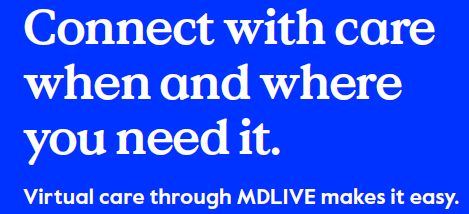 Connect with care
when and where
you need it.
Virtual care through MDLIVE makes it easy.